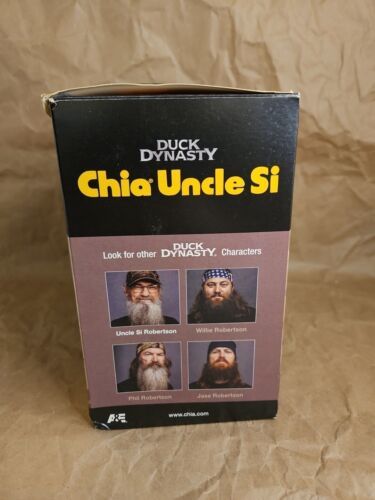 DUCK
DYNASTY
Chia® Uncle Si
Look for other DUCK DYNASTY. Characters
Uncle Si Robertson
Willie Robertson
Phil Robertson
Jase Robertson
A&E
www.chia.com